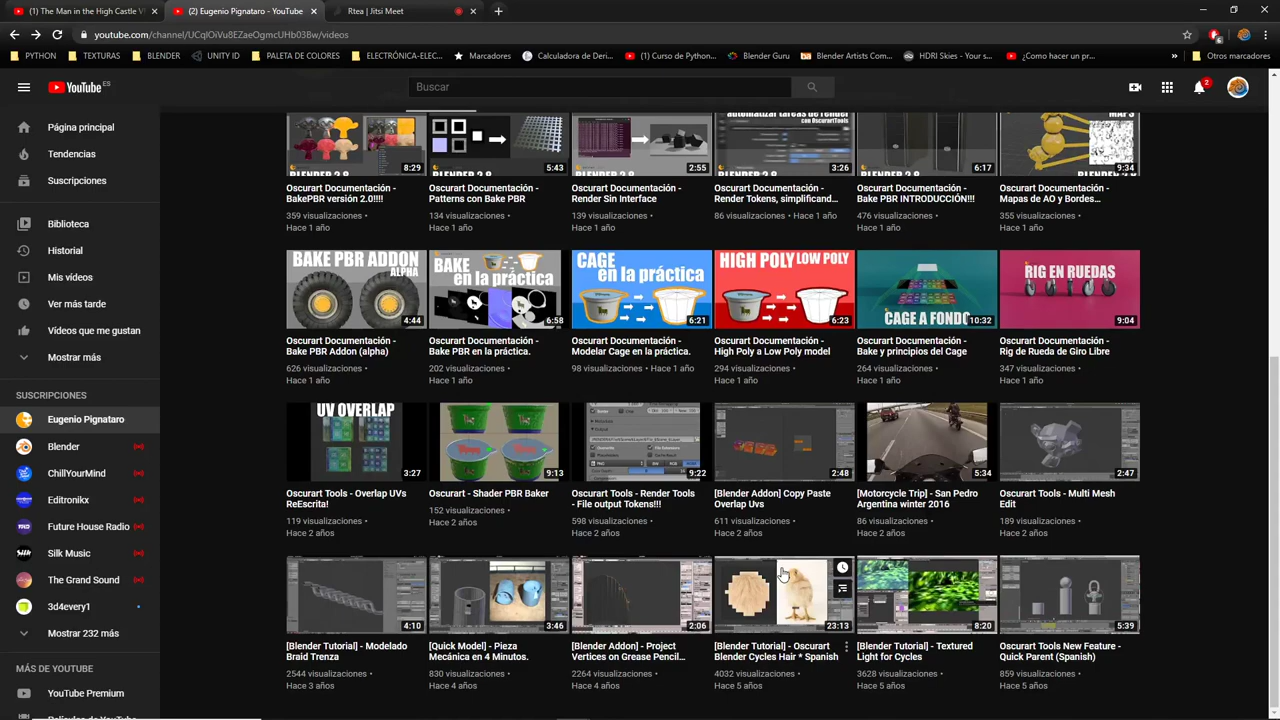 (1) The Man in the High Castle V
(2) Eugenio Pignataro - YouTube
Rtea | Jitsi Meet
youtube.com/channel/UCqIOiVu8EZaeOgmcUHb03Bw/videos
PYTHON
TEXTURAS
BLENDER
UNITY ID
PALETA DE COLORES
ELECTRÓNICA-ELEC...
Marcadores
Calculadora de Deri...
(1) Curso de Python...
Blender Guru
Blender Artists Com...
HDRI Skies - Your s...
¿Como hacer un pr...
Otros marcadores
YouTube ES
Buscar
2
Página principal
Tendencias
Suscripciones
Biblioteca
Historial
Mis vídeos
Ver más tarde
Vídeos que me gustan
Mostrar más
SUSCRIPCIONES
Eugenio Pignataro
Blender
ChillYourMind
Editronikx
Future House Radio
Silk Music
The Grand Sound
3d4every1
Mostrar 232 más
MÁS DE YOUTUBE
YouTube Premium
8:29
5:43
2:55
con OscurartTools
3:26
6:17
MAPS
9:34
Oscurart Documentación -
BakePBR versión 2.0!!!!
359 visualizaciones •
Hace 1 año
Oscurart Documentación -
Patterns con Bake PBR
134 visualizaciones •
Hace 1 año
Oscurart Documentación -
Render Sin Interface
139 visualizaciones •
Hace 1 año
Oscurart Documentación -
Render Tokens, simplificand...
86 visualizaciones • Hace 1 año
Oscurart Documentación -
Bake PBR INTRODUCCIÓN!!!
476 visualizaciones •
Hace 1 año
Oscurart Documentación -
Mapas de AO y Bordes...
355 visualizaciones •
Hace 1 año
BAKE PBR ADDON
ALPHA
4:44
BAKE
en la práctica
6:58
CAGE
en la práctica
6:21
HIGH POLY LOW POLY
6:23
CAGE A FONDO
10:32
RIG EN RUEDAS
9:04
Oscurart Documentación -
Bake PBR Addon (alpha)
626 visualizaciones •
Hace 1 año
Oscurart Documentación -
Bake PBR en la práctica.
202 visualizaciones •
Hace 1 año
Oscurart Documentación -
Modelar Cage en la práctica.
98 visualizaciones • Hace 1 año
Oscurart Documentación -
High Poly a Low Poly model
294 visualizaciones •
Hace 1 año
Oscurart Documentación -
Bake y principios del Cage
264 visualizaciones •
Hace 1 año
Oscurart Documentación -
Rig de Rueda de Giro Libre
347 visualizaciones •
Hace 1 año
UV OVERLAP
3:27
9:13
9:22
2:48
5:34
2:47
Oscurart Tools - Overlap UVs
ReEscrita!
119 visualizaciones •
Hace 2 años
Oscurart - Shader PBR Baker
152 visualizaciones •
Hace 2 años
Oscurart Tools - Render Tools
- File output Tokens!!!
598 visualizaciones •
Hace 2 años
[Blender Addon] Copy Paste
Overlap Uvs
611 visualizaciones •
Hace 2 años
[Motorcycle Trip] - San Pedro
Argentina winter 2016
86 visualizaciones •
Hace 2 años
Oscurart Tools - Multi Mesh
Edit
189 visualizaciones •
Hace 2 años
4:10
3:46
2:06
23:13
8:20
5:39
[Blender Tutorial] - Modelado
Braid Trenza
2544 visualizaciones •
Hace 3 años
[Quick Model] - Pieza
Mecánica en 4 Minutos.
830 visualizaciones •
Hace 4 años
[Blender Addon] - Project
Vertices on Grease Pencil...
2264 visualizaciones •
Hace 4 años
[Blender Tutorial] - Oscurart
Blender Cycles Hair * Spanish
4032 visualizaciones •
Hace 5 años
[Blender Tutorial] - Textured
Light for Cycles
3628 visualizaciones •
Hace 5 años
Oscurart Tools New Feature -
Quick Parent (Spanish)
859 visualizaciones •
Hace 5 años